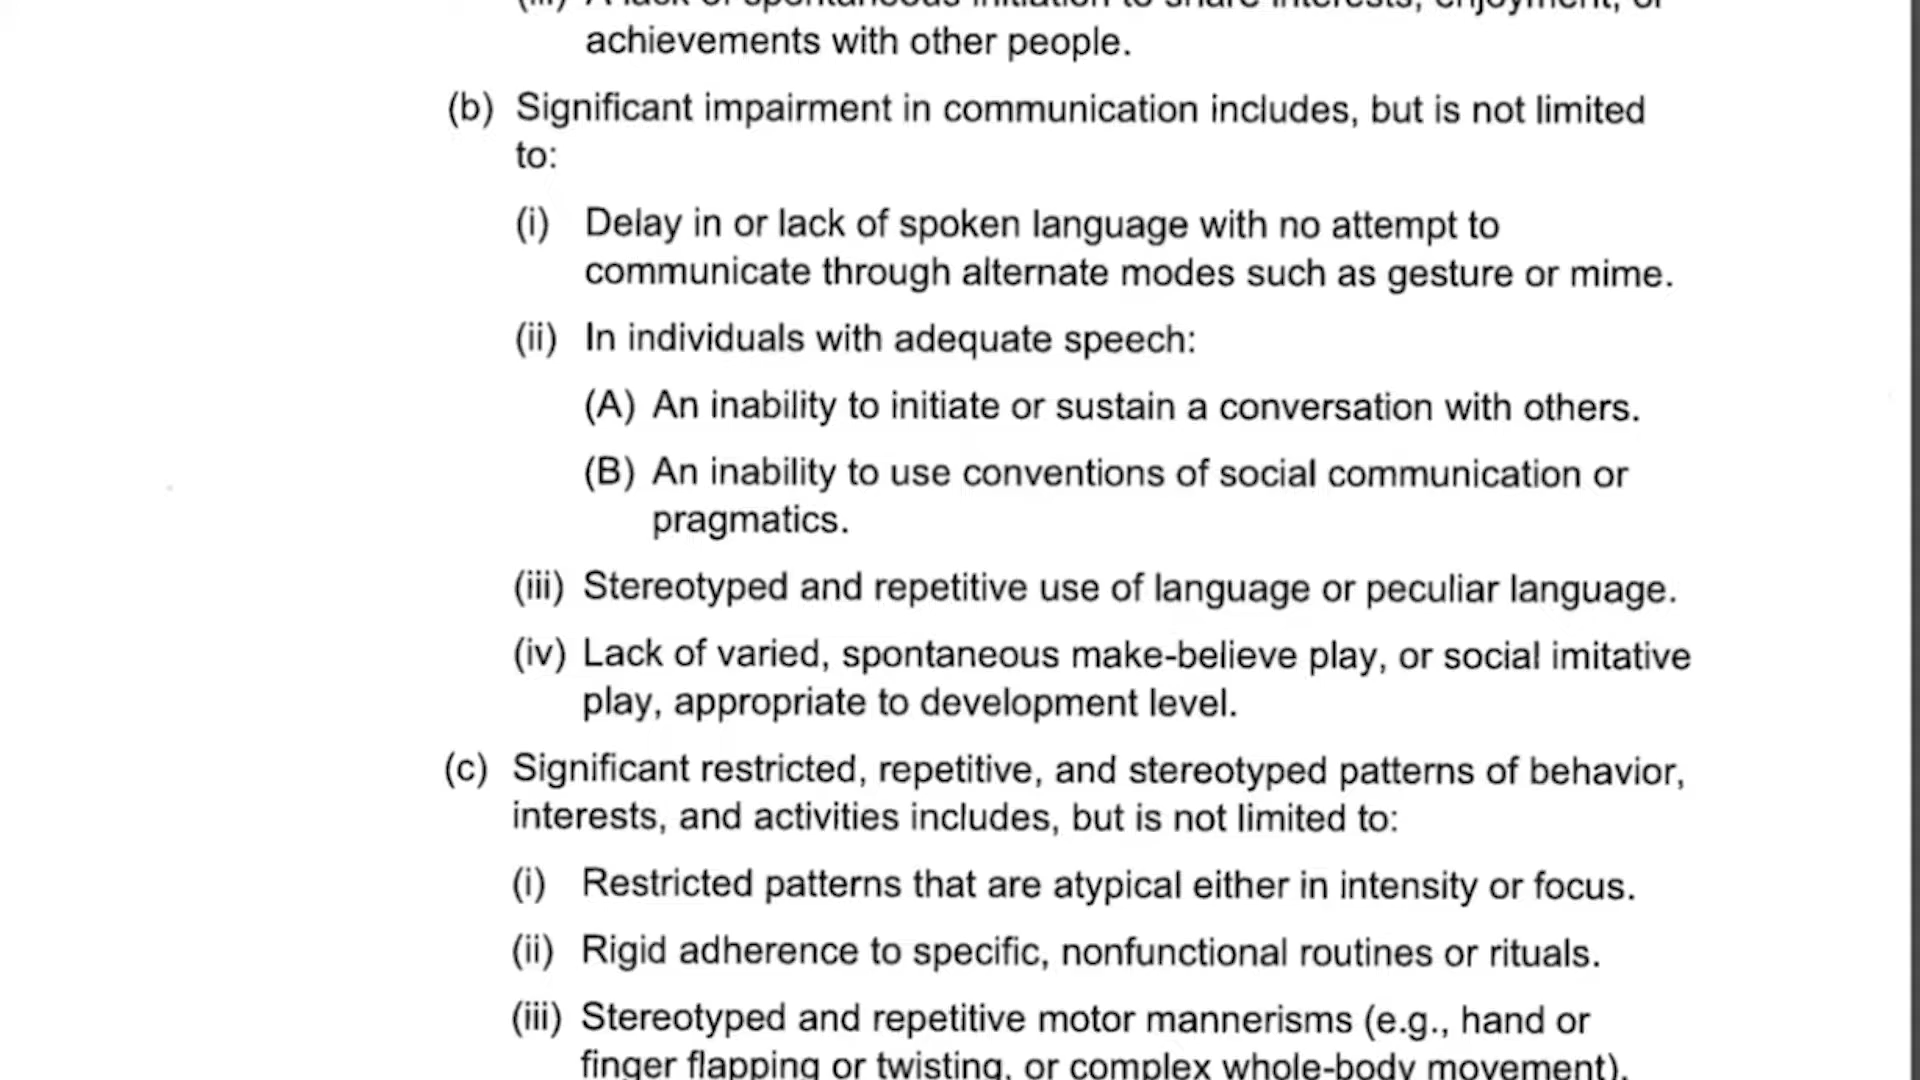 (iii) A lack of spontaneous initiation to share interests, enjoyment, or
achievements with other people.
(b) Significant impairment in communication includes, but is not limited
to:
(i) Delay in or lack of spoken language with no attempt to
communicate through alternate modes such as gesture or mime.
(ii) In individuals with adequate speech:
(A) An inability to initiate or sustain a conversation with others.
(B) An inability to use conventions of social communication or
pragmatics.
(iii) Stereotyped and repetitive use of language or peculiar language.
(iv) Lack of varied, spontaneous make-believe play, or social imitative
play, appropriate to development level.
(c) Significant restricted, repetitive, and stereotyped patterns of behavior,
interests, and activities includes, but is not limited to:
(i) Restricted patterns that are atypical either in intensity or focus.
(ii) Rigid adherence to specific, nonfunctional routines or rituals.
(iii) Stereotyped and repetitive motor mannerisms (e.g., hand or
finger flapping or twisting, or complex whole-body movement).